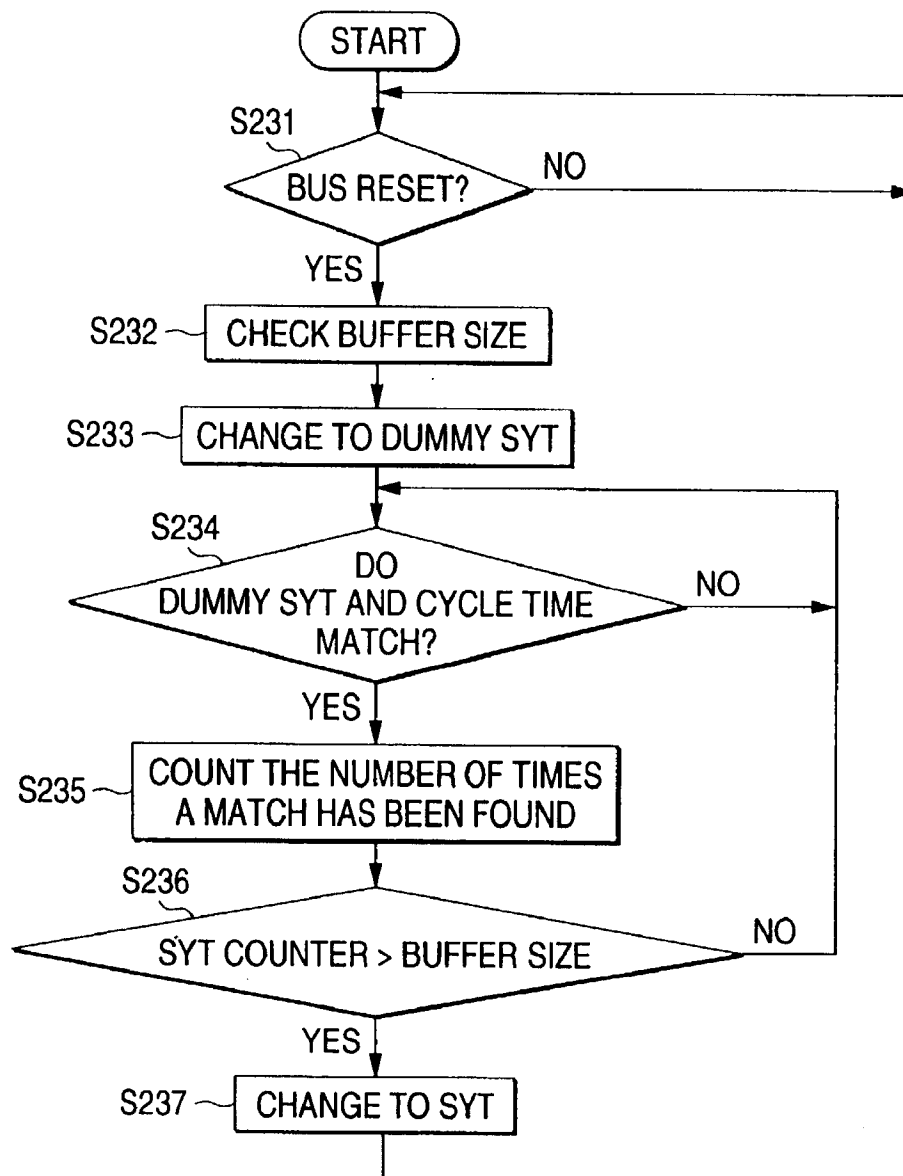 START
S231
BUS RESET?
NO
YES
S232
CHECK BUFFER SIZE
S233
CHANGE TO DUMMY SYT
S234
DO
DUMMY SYT AND CYCLE TIME
MATCH?
NO
YES
S235
COUNT THE NUMBER OF TIMES
A MATCH HAS BEEN FOUND
S236
SYT COUNTER > BUFFER SIZE
NO
YES
S237
CHANGE TO SYT